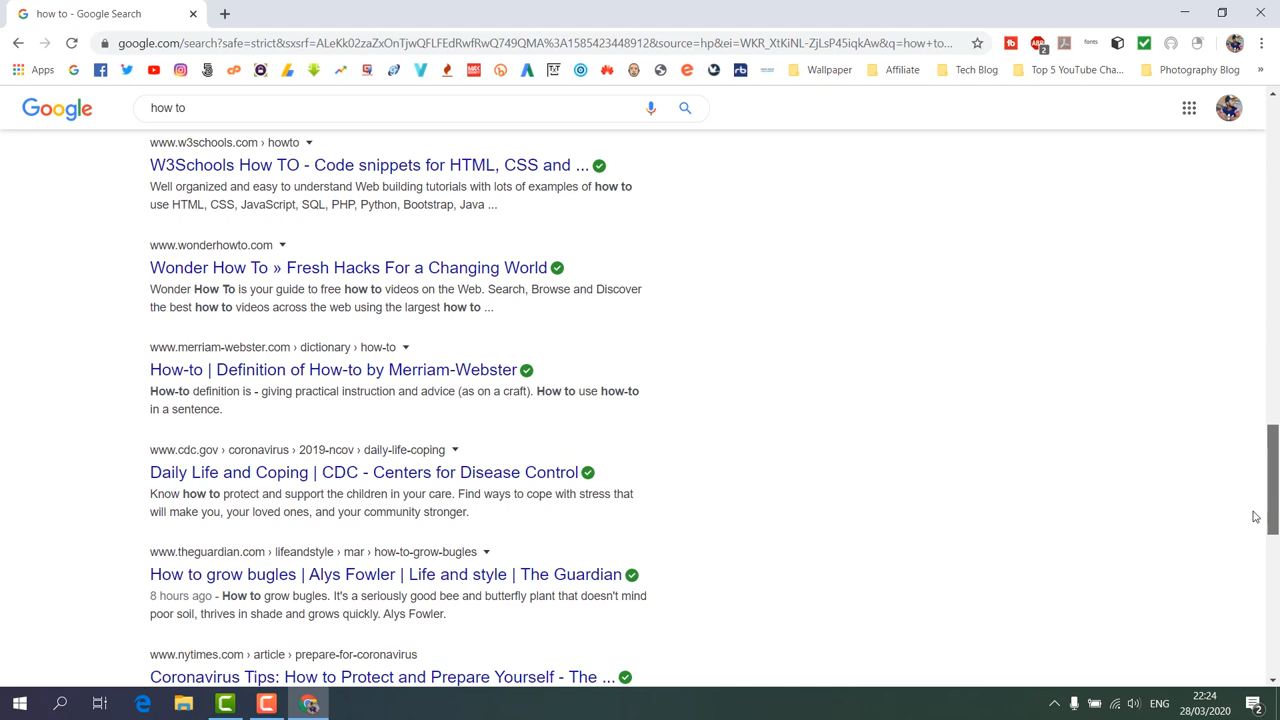 how to - Google Search
google.com/search?safe=strict&sxsrf=ALeKk02zaZvOnTjwQFLFEdRwfRwQ749QMA%3A1585423448912&source=hp&ei=WKR_XtKiNL-ZjLsP45iqkAw&q=how+to...
2
fonts
Apps
Wallpaper
Affiliate
Tech Blog
Top 5 YouTube Cha...
Photography Blog
»
Google
how to
www.w3schools.com › howto
W3Schools How TO - Code snippets for HTML, CSS and ...
Well organized and easy to understand Web building tutorials with lots of examples of how to
use HTML, CSS, JavaScript, SQL, PHP, Python, Bootstrap, Java ...
www.wonderhowto.com
Wonder How To » Fresh Hacks For a Changing World
Wonder How To is your guide to free how to videos on the Web. Search, Browse and Discover
the best how to videos across the web using the largest how to ...
www.merriam-webster.com › dictionary › how-to
How-to | Definition of How-to by Merriam-Webster
How-to definition is - giving practical instruction and advice (as on a craft). How to use how-to
in a sentence.
www.cdc.gov › coronavirus › 2019-ncov › daily-life-coping
Daily Life and Coping | CDC - Centers for Disease Control
Know how to protect and support the children in your care. Find ways to cope with stress that
will make you, your loved ones, and your community stronger.
www.theguardian.com › lifeandstyle › mar › how-to-grow-bugles
How to grow bugles | Alys Fowler | Life and style | The Guardian
8 hours ago - How to grow bugles. It's a seriously good bee and butterfly plant that doesn't mind
poor soil, thrives in shade and grows quickly. Alys Fowler.
www.nytimes.com › article › prepare-for-coronavirus
Coronavirus Tips: How to Protect and Prepare Yourself - The ...
ENG
22:24
28/03/2020
2